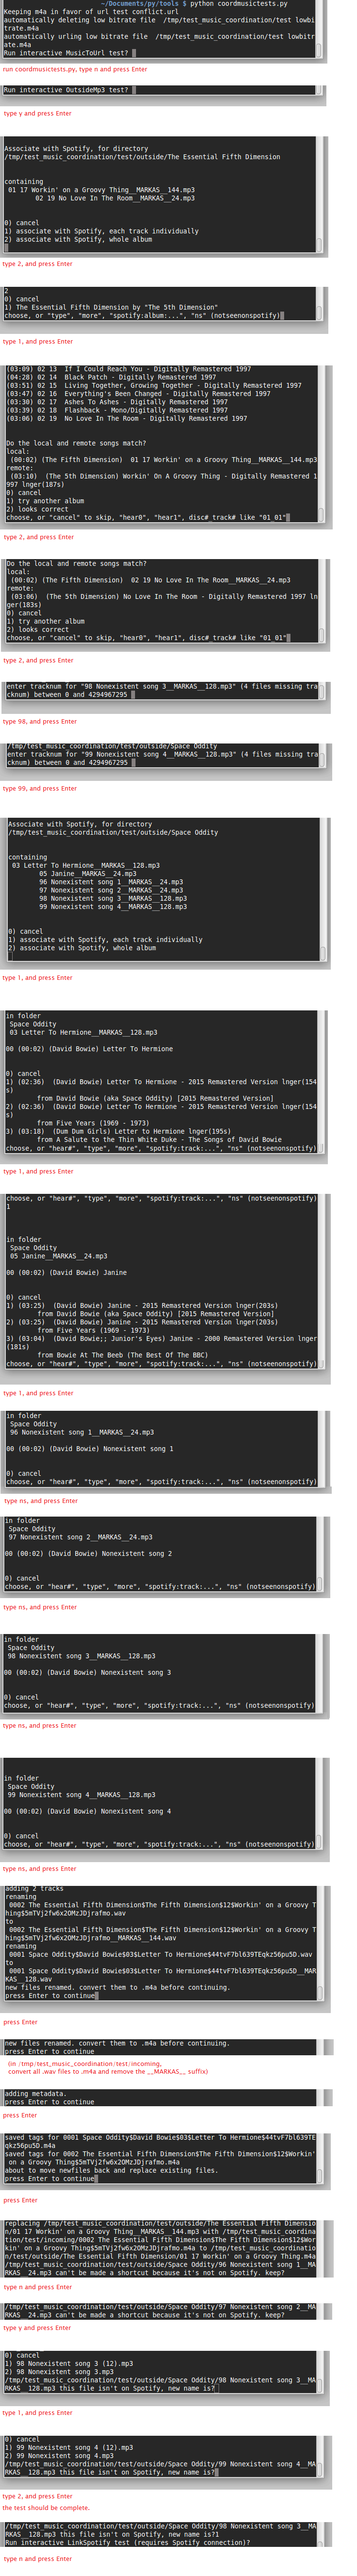 ~/Documents/py/tools $ python coordmusictests.py
Keeping m4a in favor of url test conflict.url
automatically deleting low bitrate file  /tmp/test_music_coordination/test lowbi
trate.m4a
automatically urling low bitrate file  /tmp/test_music_coordination/test lowbitr
ate.m4a
Run interactive MusicToUrl test?
run coordmusictests.py, type n and press Enter
Run interactive OutsideMp3 test?
type y and press Enter
Associate with Spotify, for directory
/tmp/test_music_coordination/test/outside/The Essential Fifth Dimension
containing
01 17 Workin' on a Groovy Thing__MARKAS__144.mp3
02 19 No Love In The Room__MARKAS__24.mp3
0) cancel
1) associate with Spotify, each track individually
2) associate with Spotify, whole album
type 2, and press Enter
2
0) cancel
1) The Essential Fifth Dimension by "The 5th Dimension"
choose, or "type", "more", "spotify:album:...", "ns" (notseenonspotify)
type 1, and press Enter
(03:09) 02 13  If I Could Reach You - Digitally Remastered 1997
(04:28) 02 14  Black Patch - Digitally Remastered 1997
(03:51) 02 15  Living Together, Growing Together - Digitally Remastered 1997
(03:47) 02 16  Everything's Been Changed - Digitally Remastered 1997
(03:30) 02 17  Ashes To Ashes - Digitally Remastered 1997
(03:39) 02 18  Flashback - Mono/Digitally Remastered 1997
(03:06) 02 19  No Love In The Room - Digitally Remastered 1997
Do the local and remote songs match?
local:
(00:02) (The Fifth Dimension)  01 17 Workin' on a Groovy Thing__MARKAS__144.mp3
remote:
(03:10)  (The 5th Dimension) Workin' On A Groovy Thing - Digitally Remastered 1
997 lnger(187s)
0) cancel
1) try another album
2) looks correct
choose, or "cancel" to skip, "hear0", "hear1", disc#_track# like "01_01"
type 2, and press Enter
Do the local and remote songs match?
local:
(00:02) (The Fifth Dimension)  02 19 No Love In The Room__MARKAS__24.mp3
remote:
(03:06)  (The 5th Dimension) No Love In The Room - Digitally Remastered 1997 ln
ger(183s)
0) cancel
1) try another album
2) looks correct
choose, or "cancel" to skip, "hear0", "hear1", disc#_track# like "01_01"
type 2, and press Enter
enter tracknum for "98 Nonexistent song 3__MARKAS__128.mp3" (4 files missing tra
cknum) between 0 and 4294967295
type 98, and press Enter
/tmp/test_music_coordination/test/outside/Space Oddity
enter tracknum for "99 Nonexistent song 4__MARKAS__128.mp3" (4 files missing tra
cknum) between 0 and 4294967295
type 99, and press Enter
Associate with Spotify, for directory
/tmp/test_music_coordination/test/outside/Space Oddity
containing
03 Letter To Hermione__MARKAS__128.mp3
05 Janine__MARKAS__24.mp3
96 Nonexistent song 1__MARKAS__24.mp3
97 Nonexistent song 2__MARKAS__24.mp3
98 Nonexistent song 3__MARKAS__128.mp3
99 Nonexistent song 4__MARKAS__128.mp3
0) cancel
1) associate with Spotify, each track individually
2) associate with Spotify, whole album
type 1, and press Enter
in folder
Space Oddity
03 Letter To Hermione__MARKAS__128.mp3
00 (00:02) (David Bowie) Letter To Hermione
0) cancel
1) (02:36)  (David Bowie) Letter To Hermione - 2015 Remastered Version lnger(154
s)
from David Bowie (aka Space Oddity) [2015 Remastered Version]
2) (02:36)  (David Bowie) Letter To Hermione - 2015 Remastered Version lnger(154
s)
from Five Years (1969 - 1973)
3) (03:18)  (Dum Dum Girls) Letter to Hermione lnger(195s)
from A Salute to the Thin White Duke - The Songs of David Bowie
choose, or "hear#", "type", "more", "spotify:track:...", "ns" (notseenonspotify)
type 1, and press Enter
choose, or "hear#", "type", "more", "spotify:track:...", "ns" (notseenonspotify)
1
in folder
Space Oddity
05 Janine__MARKAS__24.mp3
00 (00:02) (David Bowie) Janine
0) cancel
1) (03:25)  (David Bowie) Janine - 2015 Remastered Version lnger(203s)
from David Bowie (aka Space Oddity) [2015 Remastered Version]
2) (03:25)  (David Bowie) Janine - 2015 Remastered Version lnger(203s)
from Five Years (1969 - 1973)
3) (03:04)  (David Bowie;; Junior's Eyes) Janine - 2000 Remastered Version lnger
(181s)
from Bowie At The Beeb (The Best Of The BBC)
choose, or "hear#", "type", "more", "spotify:track:...", "ns" (notseenonspotify)
type 1, and press Enter
in folder
Space Oddity
96 Nonexistent song 1__MARKAS__24.mp3
00 (00:02) (David Bowie) Nonexistent song 1
0) cancel
choose, or "hear#", "type", "more", "spotify:track:...", "ns" (notseenonspotify)
type ns, and press Enter
in folder
Space Oddity
97 Nonexistent song 2__MARKAS__24.mp3
00 (00:02) (David Bowie) Nonexistent song 2
0) cancel
choose, or "hear#", "type", "more", "spotify:track:...", "ns" (notseenonspotify)
type ns, and press Enter
in folder
Space Oddity
98 Nonexistent song 3__MARKAS__128.mp3
00 (00:02) (David Bowie) Nonexistent song 3
0) cancel
choose, or "hear#", "type", "more", "spotify:track:...", "ns" (notseenonspotify)
type ns, and press Enter
in folder
Space Oddity
99 Nonexistent song 4__MARKAS__128.mp3
00 (00:02) (David Bowie) Nonexistent song 4
0) cancel
choose, or "hear#", "type", "more", "spotify:track:...", "ns" (notseenonspotify)
type ns, and press Enter
adding 2 tracks
renaming
0002 The Essential Fifth Dimension$The Fifth Dimension$12$Workin' on a Groovy T
hing$5mTVj2fw6x2OMzJDjrafmo.wav
to
0002 The Essential Fifth Dimension$The Fifth Dimension$12$Workin' on a Groovy T
hing$5mTVj2fw6x2OMzJDjrafmo__MARKAS__144.wav
renaming
0001 Space Oddity$David Bowie$03$Letter To Hermione$44tvF7bl639TEqkz56pu5D.wav
to
0001 Space Oddity$David Bowie$03$Letter To Hermione$44tvF7bl639TEqkz56pu5D__MAR
KAS__128.wav
new files renamed. convert them to .m4a before continuing.
press Enter to continue
press Enter
new files renamed. convert them to .m4a before continuing.
press Enter to continue
(in /tmp/test_music_coordination/test/incoming,
convert all .wav files to .m4a and remove the __MARKAS__ suffix)
adding metadata.
press Enter to continue
press Enter
saved tags for 0001 Space Oddity$David Bowie$03$Letter To Hermione$44tvF7bl639TE
qkz56pu5D.m4a
saved tags for 0002 The Essential Fifth Dimension$The Fifth Dimension$12$Workin'
on a Groovy Thing$5mTVj2fw6x2OMzJDjrafmo.m4a
about to move newfiles back and replace existing files.
press Enter to continue
press Enter
replacing /tmp/test_music_coordination/test/outside/The Essential Fifth Dimensio
n/01 17 Workin' on a Groovy Thing__MARKAS__144.mp3 with /tmp/test_music_coordina
tion/test/incoming/0002 The Essential Fifth Dimension$The Fifth Dimension$12$Wor
kin' on a Groovy Thing$5mTVj2fw6x2OMzJDjrafmo.m4a to /tmp/test_music_coordinatio
n/test/outside/The Essential Fifth Dimension/01 17 Workin' on a Groovy Thing.m4a
/tmp/test_music_coordination/test/outside/Space Oddity/96 Nonexistent song 1__MA
RKAS__24.mp3 can't be made a shortcut because it's not on Spotify. keep?
type n and press Enter
/tmp/test_music_coordination/test/outside/Space Oddity/97 Nonexistent song 2__MA
RKAS__24.mp3 can't be made a shortcut because it's not on Spotify. keep?
type y and press Enter
0) cancel
1) 98 Nonexistent song 3 (12).mp3
2) 98 Nonexistent song 3.mp3
/tmp/test_music_coordination/test/outside/Space Oddity/98 Nonexistent song 3__MA
RKAS__128.mp3 this file isn't on Spotify, new name is?
type 1, and press Enter
0) cancel
1) 99 Nonexistent song 4 (12).mp3
2) 99 Nonexistent song 4.mp3
/tmp/test_music_coordination/test/outside/Space Oddity/99 Nonexistent song 4__MA
RKAS__128.mp3 this file isn't on Spotify, new name is?
type 2, and press Enter
the test should be complete.
/tmp/test_music_coordination/test/outside/Space Oddity/98 Nonexistent song 3__MA
RKAS__128.mp3 this file isn't on Spotify, new name is?1
Run interactive LinkSpotify test (requires Spotify connection)?
type n and press Enter